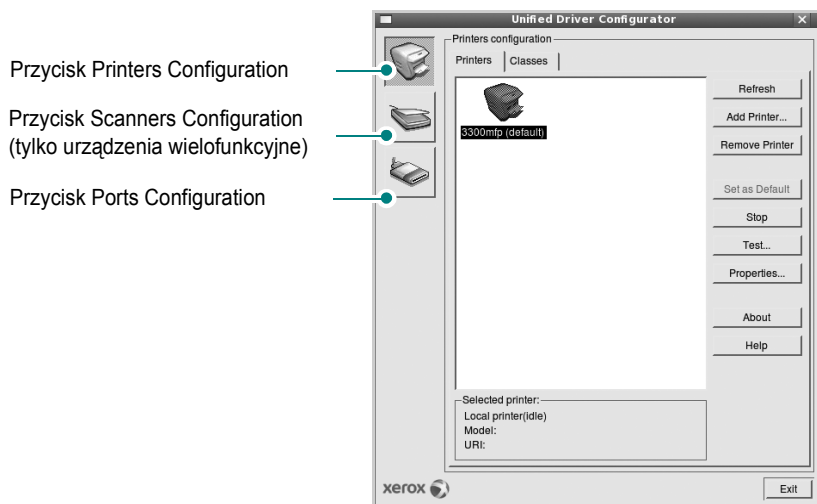 Unified Driver Configurator
Przycisk Printers Configuration
Przycisk Scanners Configuration
(tylko urządzenia wielofunkcyjne)
Przycisk Ports Configuration
Printers configuration
Printers
Classes
3300mfp (default)
Refresh
Add Printer...
Remove Printer
Set as Default
Stop
Test...
Properties...
About
Help
Selected printer:
Local printer(idle)
Model:
URI:
xerox
Exit